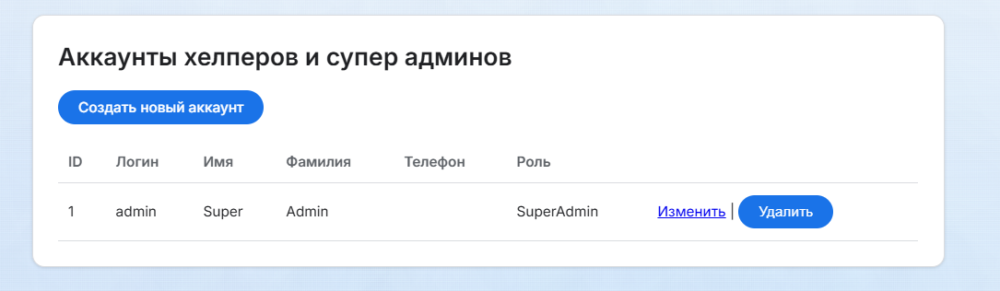 Аккаунты хелперов и супер админов
Создать новый аккаунт
ID Логин Имя Фамилия Телефон Роль
1 admin Super Admin SuperAdmin Изменить | Удалить